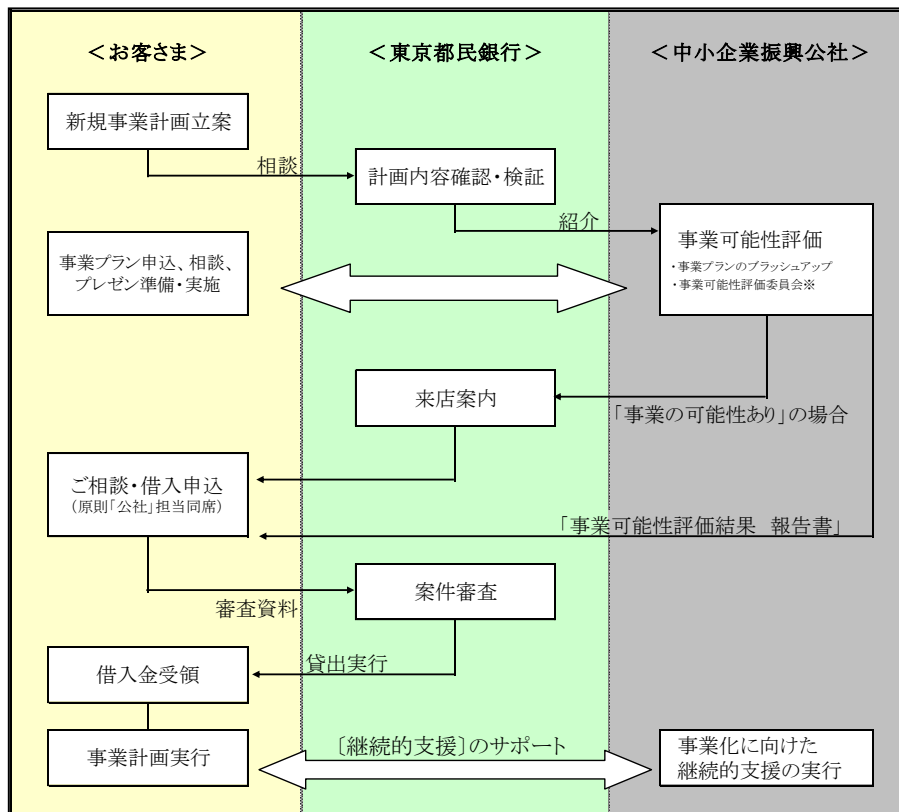 ＜お客さま＞
＜東京都民銀行＞
＜中小企業振興公社＞
新規事業計画立案
相談
計画内容確認・検証
紹介
事業可能性評価
・事業プランのブラッシュアップ
・事業可能性評価委員会※
事業プラン申込、相談、
プレゼン準備・実施
来店案内
「事業の可能性あり」の場合
ご相談・借入申込
（原則「公社」担当同席）
「事業可能性評価結果　報告書」
案件審査
審査資料
貸出実行
借入金受領
事業計画実行
〔継続的支援〕のサポート
事業化に向けた
継続的支援の実行